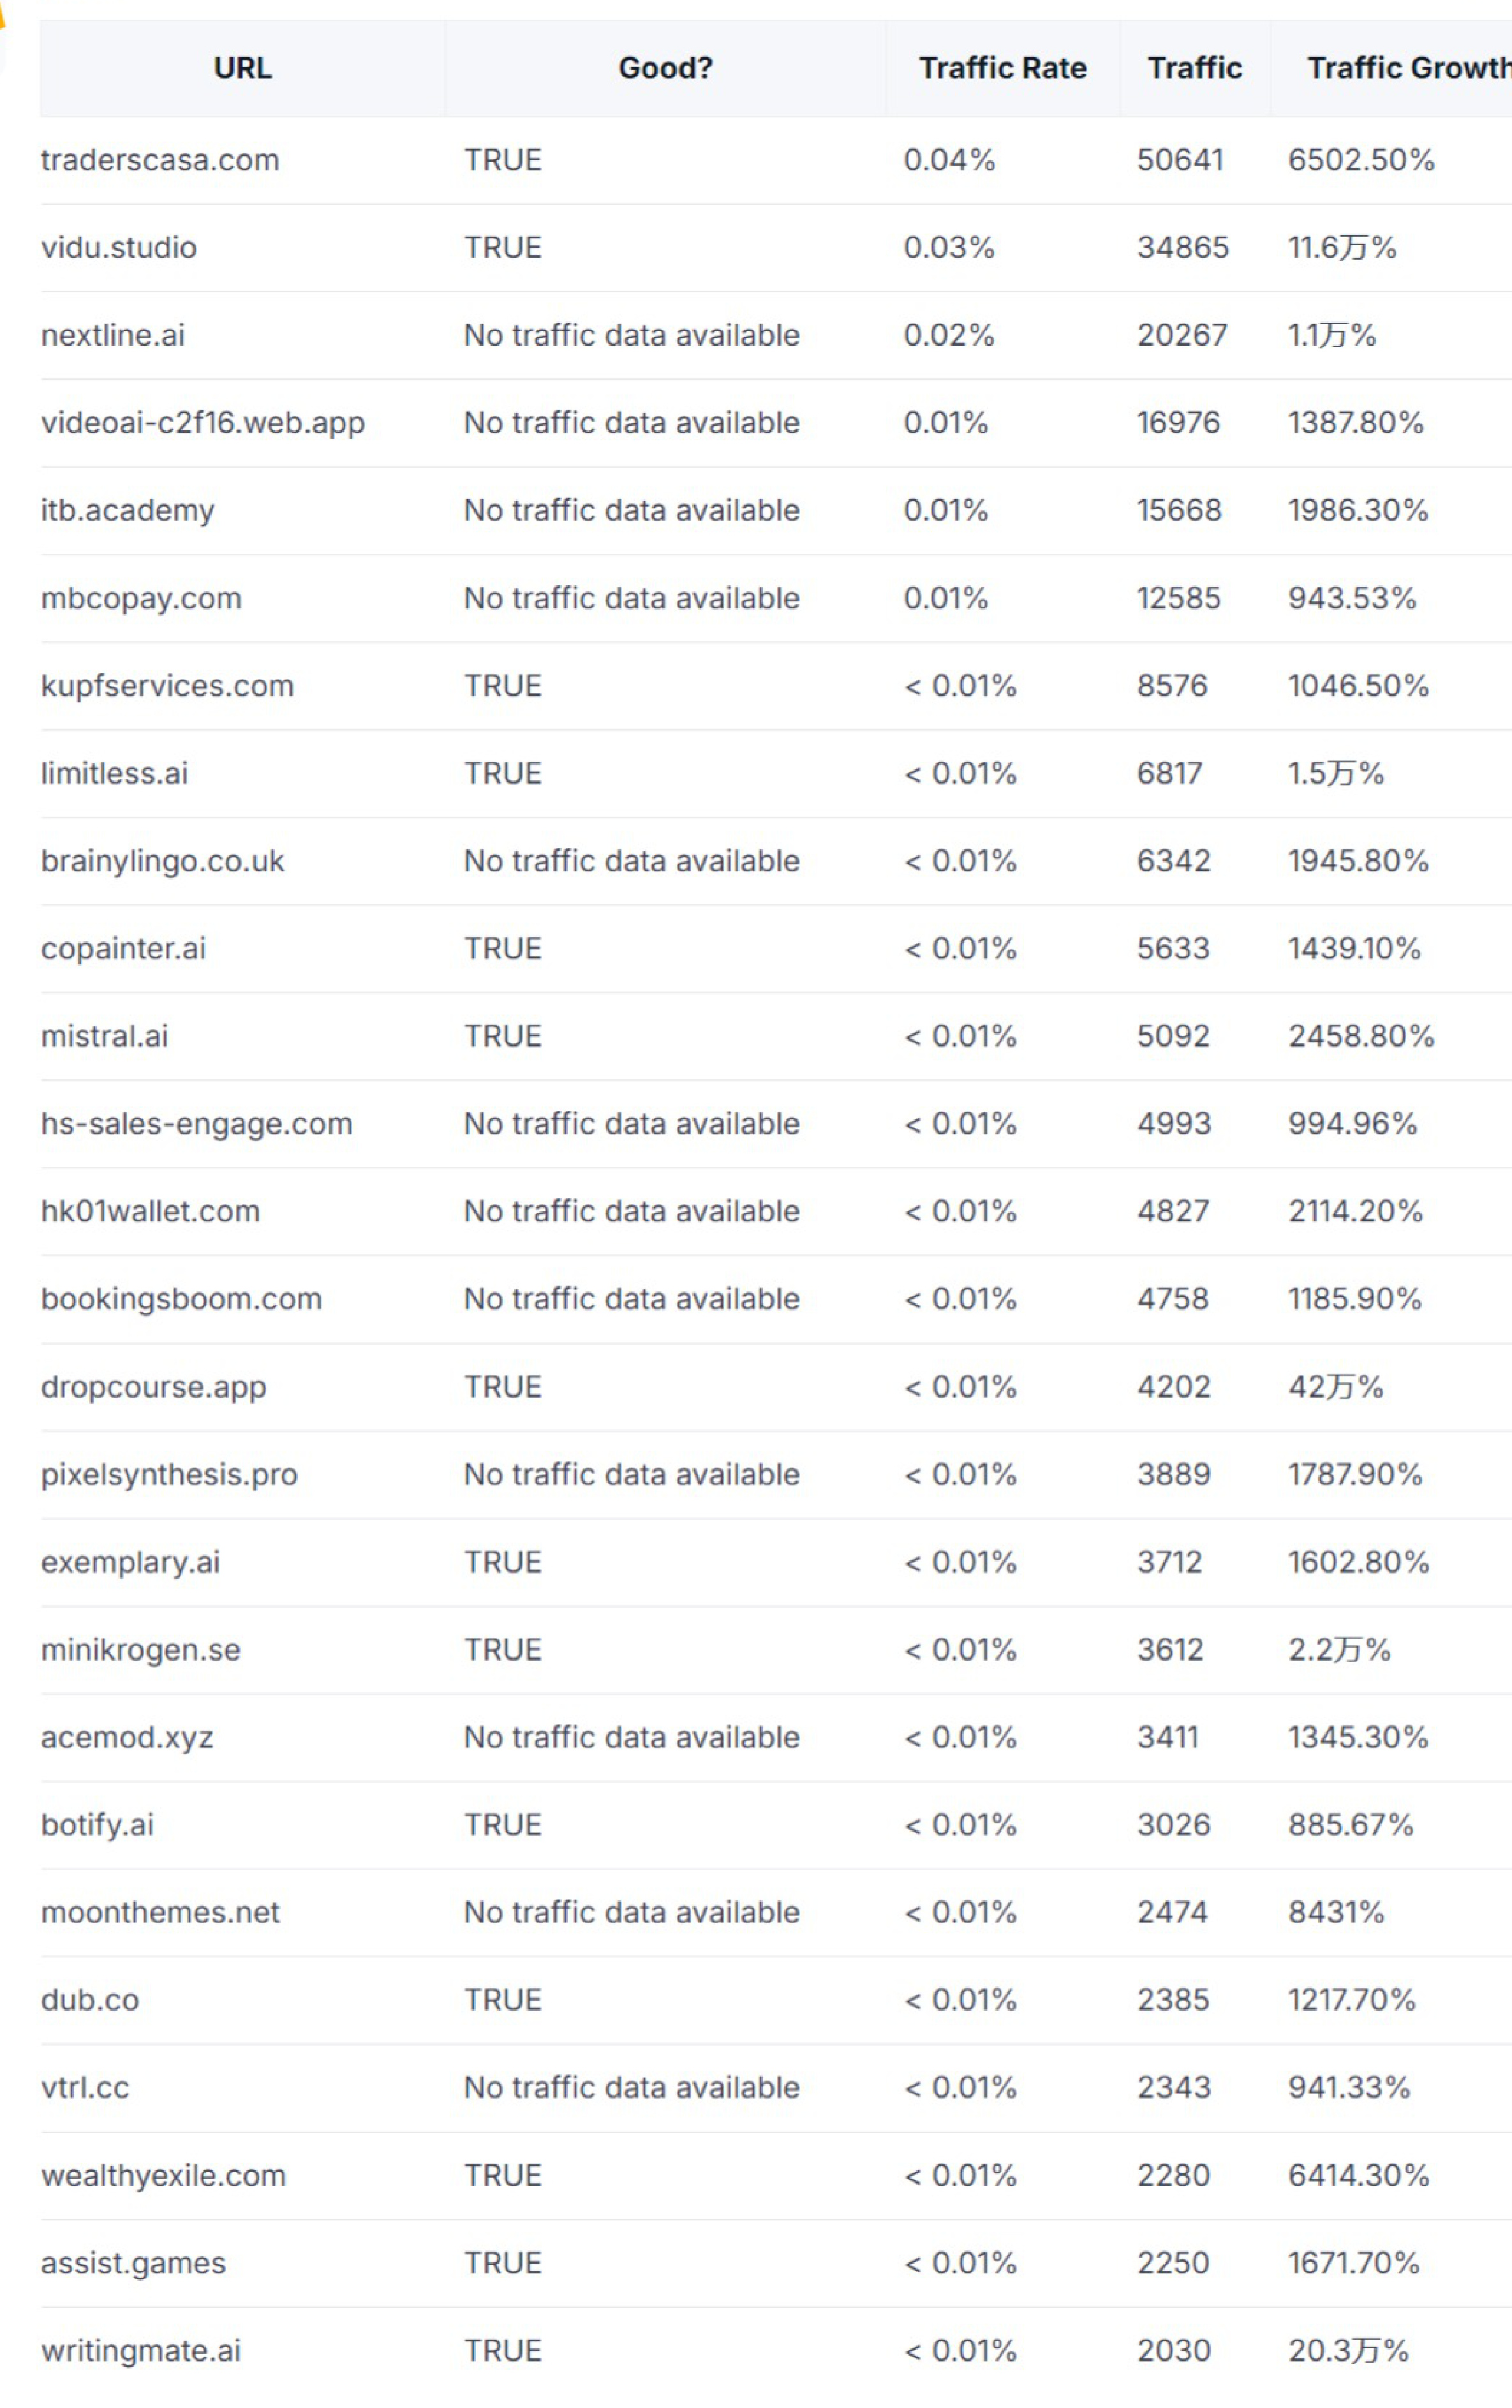 URL Good? Traffic Rate Traffic Traffic Growth
traderscasa.com TRUE 0.04% 50641 6502.50%
vidu.studio TRUE 0.03% 34865 11.6万%
nextline.ai No traffic data available 0.02% 20267 1.1万%
videoai-c2f16.web.app No traffic data available 0.01% 16976 1387.80%
itb.academy No traffic data available 0.01% 15668 1986.30%
mbcopay.com No traffic data available 0.01% 12585 943.53%
kupfservices.com TRUE < 0.01% 8576 1046.50%
limitless.ai TRUE < 0.01% 6817 1.5万%
brainylingo.co.uk No traffic data available < 0.01% 6342 1945.80%
copainter.ai TRUE < 0.01% 5633 1439.10%
mistral.ai TRUE < 0.01% 5092 2458.80%
hs-sales-engage.com No traffic data available < 0.01% 4993 994.96%
hk01wallet.com No traffic data available < 0.01% 4827 2114.20%
bookingsboom.com No traffic data available < 0.01% 4758 1185.90%
dropcourse.app TRUE < 0.01% 4202 42万%
pixelsynthesis.pro No traffic data available < 0.01% 3889 1787.90%
exemplary.ai TRUE < 0.01% 3712 1602.80%
minikrogen.se TRUE < 0.01% 3612 2.2万%
acemod.xyz No traffic data available < 0.01% 3411 1345.30%
botify.ai TRUE < 0.01% 3026 885.67%
moonthemes.net No traffic data available < 0.01% 2474 8431%
dub.co TRUE < 0.01% 2385 1217.70%
vtrl.cc No traffic data available < 0.01% 2343 941.33%
wealthyexile.com TRUE < 0.01% 2280 6414.30%
assist.games TRUE < 0.01% 2250 1671.70%
writingmate.ai TRUE < 0.01% 2030 20.3万%